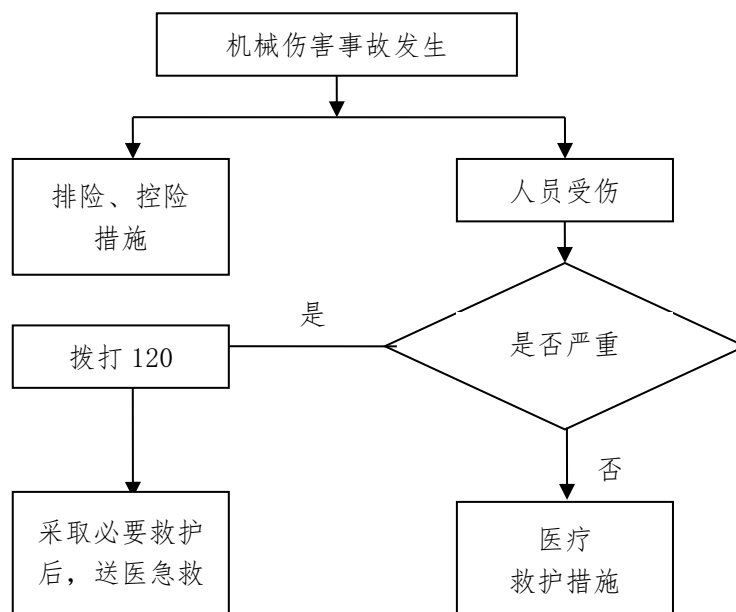 机械伤害事故发生
排险、控险
措施
人员受伤
是
拨打 120
是否严重
否
采取必要救护
后，送医急救
医疗
救护措施